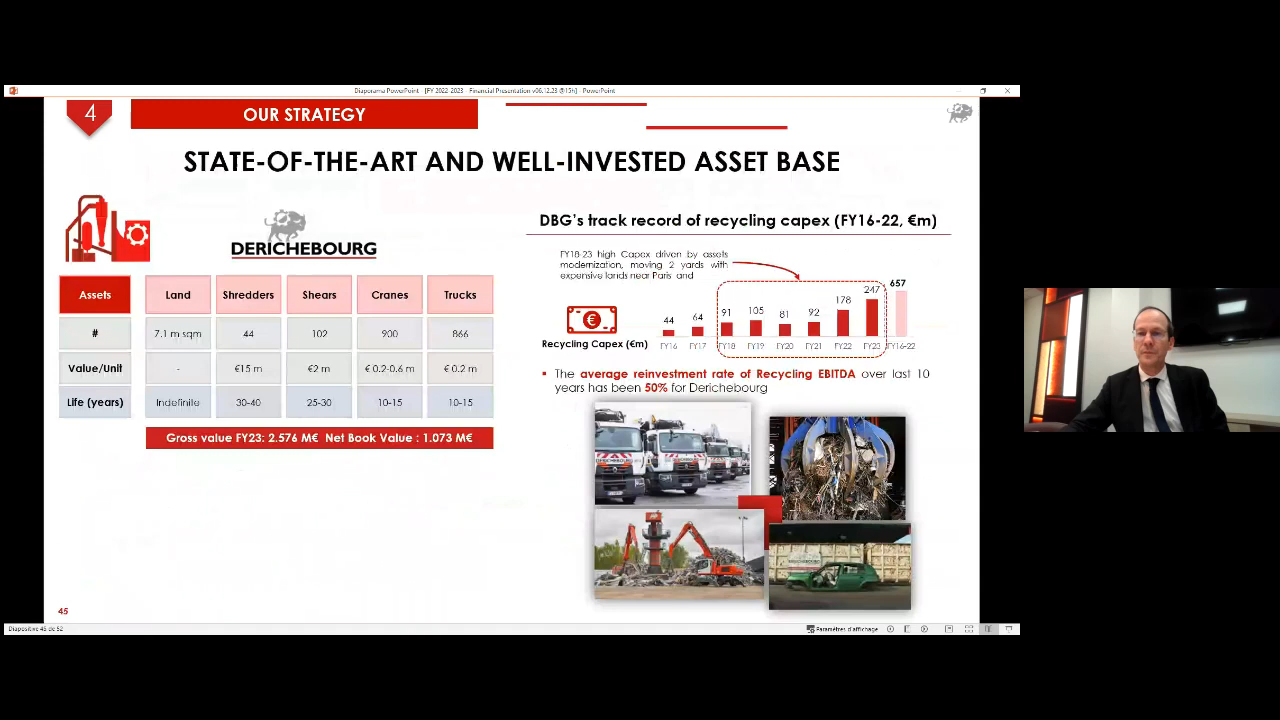 Diaporama PowerPoint - [FY 2022-2023 - Financial Presentation v06.12.23 @15h] - PowerPoint
4
OUR STRATEGY
STATE-OF-THE-ART AND WELL-INVESTED ASSET BASE
DERICHEBOURG
Assets Land Shredders Shears Cranes Trucks
# 7.1 m sqm 44 102 900 866
Value/Unit - €15 m €2 m € 0.2-0.6 m € 0.2 m
Life (years) Indefinite 30-40 25-30 10-15 10-15
Gross value FY23: 2.576 M€ Net Book Value : 1.073 M€
DBG's track record of recycling capex (FY16-22, €m)
FY18-23 high Capex driven by assets
modernization, moving 2 yards with
expensive lands near Paris and
€
Recycling Capex (€m)
44 64 91 105 81 92 178 247 657
FY16 FY17 FY18 FY19 FY20 FY21 FY22 FY23 FY16-22
▪ The average reinvestment rate of Recycling EBITDA over last 10
years has been 50% for Derichebourg
DERICHEBOURG
45
Diapositive 45 de 52
Paramètres d'affichage